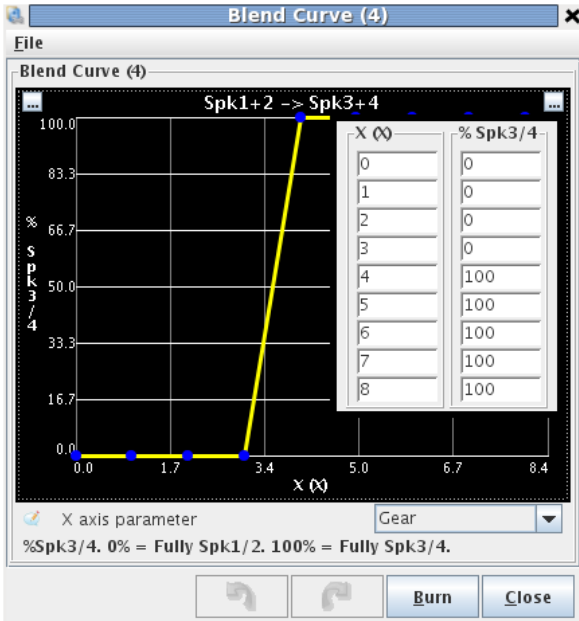 Blend Curve (4)
File
Blend Curve (4)
...
Spk1+2 -> Spk3+4
...
100.0
83.3
66.7
50.0
33.3
16.7
0.0
% Spk3/4
0.0 1.7 3.4 5.0 6.7 8.4
X (X)
X (X) % Spk3/4
0 0
1 0
2 0
3 0
4 100
5 100
6 100
7 100
8 100
X axis parameter Gear
%Spk3/4. 0% = Fully Spk1/2. 100% = Fully Spk3/4.
Burn Close